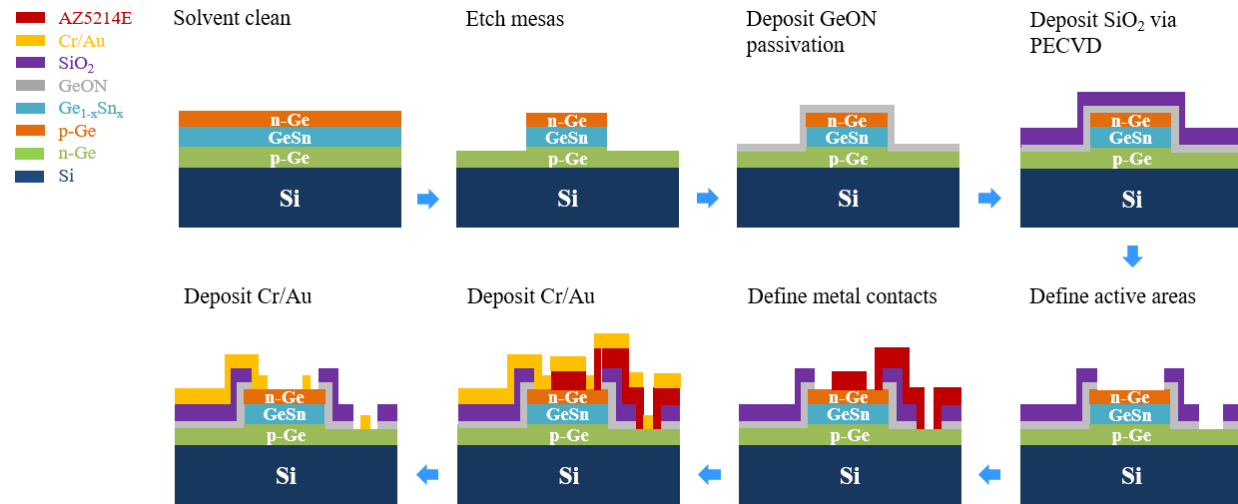 AZ5214E
Cr/Au
SiO₂
GeON
Ge₁₋ₓSnₓ
p-Ge
n-Ge
Si
Solvent clean
n-Ge
GeSn
p-Ge
Si
Etch mesas
n-Ge
GeSn
p-Ge
Si
Deposit GeON
passivation
n-Ge
GeSn
p-Ge
Si
Deposit SiO₂ via
PECVD
n-Ge
GeSn
p-Ge
Si
Deposit Cr/Au
n-Ge
GeSn
p-Ge
Si
Deposit Cr/Au
n-Ge
GeSn
p-Ge
Si
Define metal contacts
n-Ge
GeSn
p-Ge
Si
Define active areas
n-Ge
GeSn
p-Ge
Si